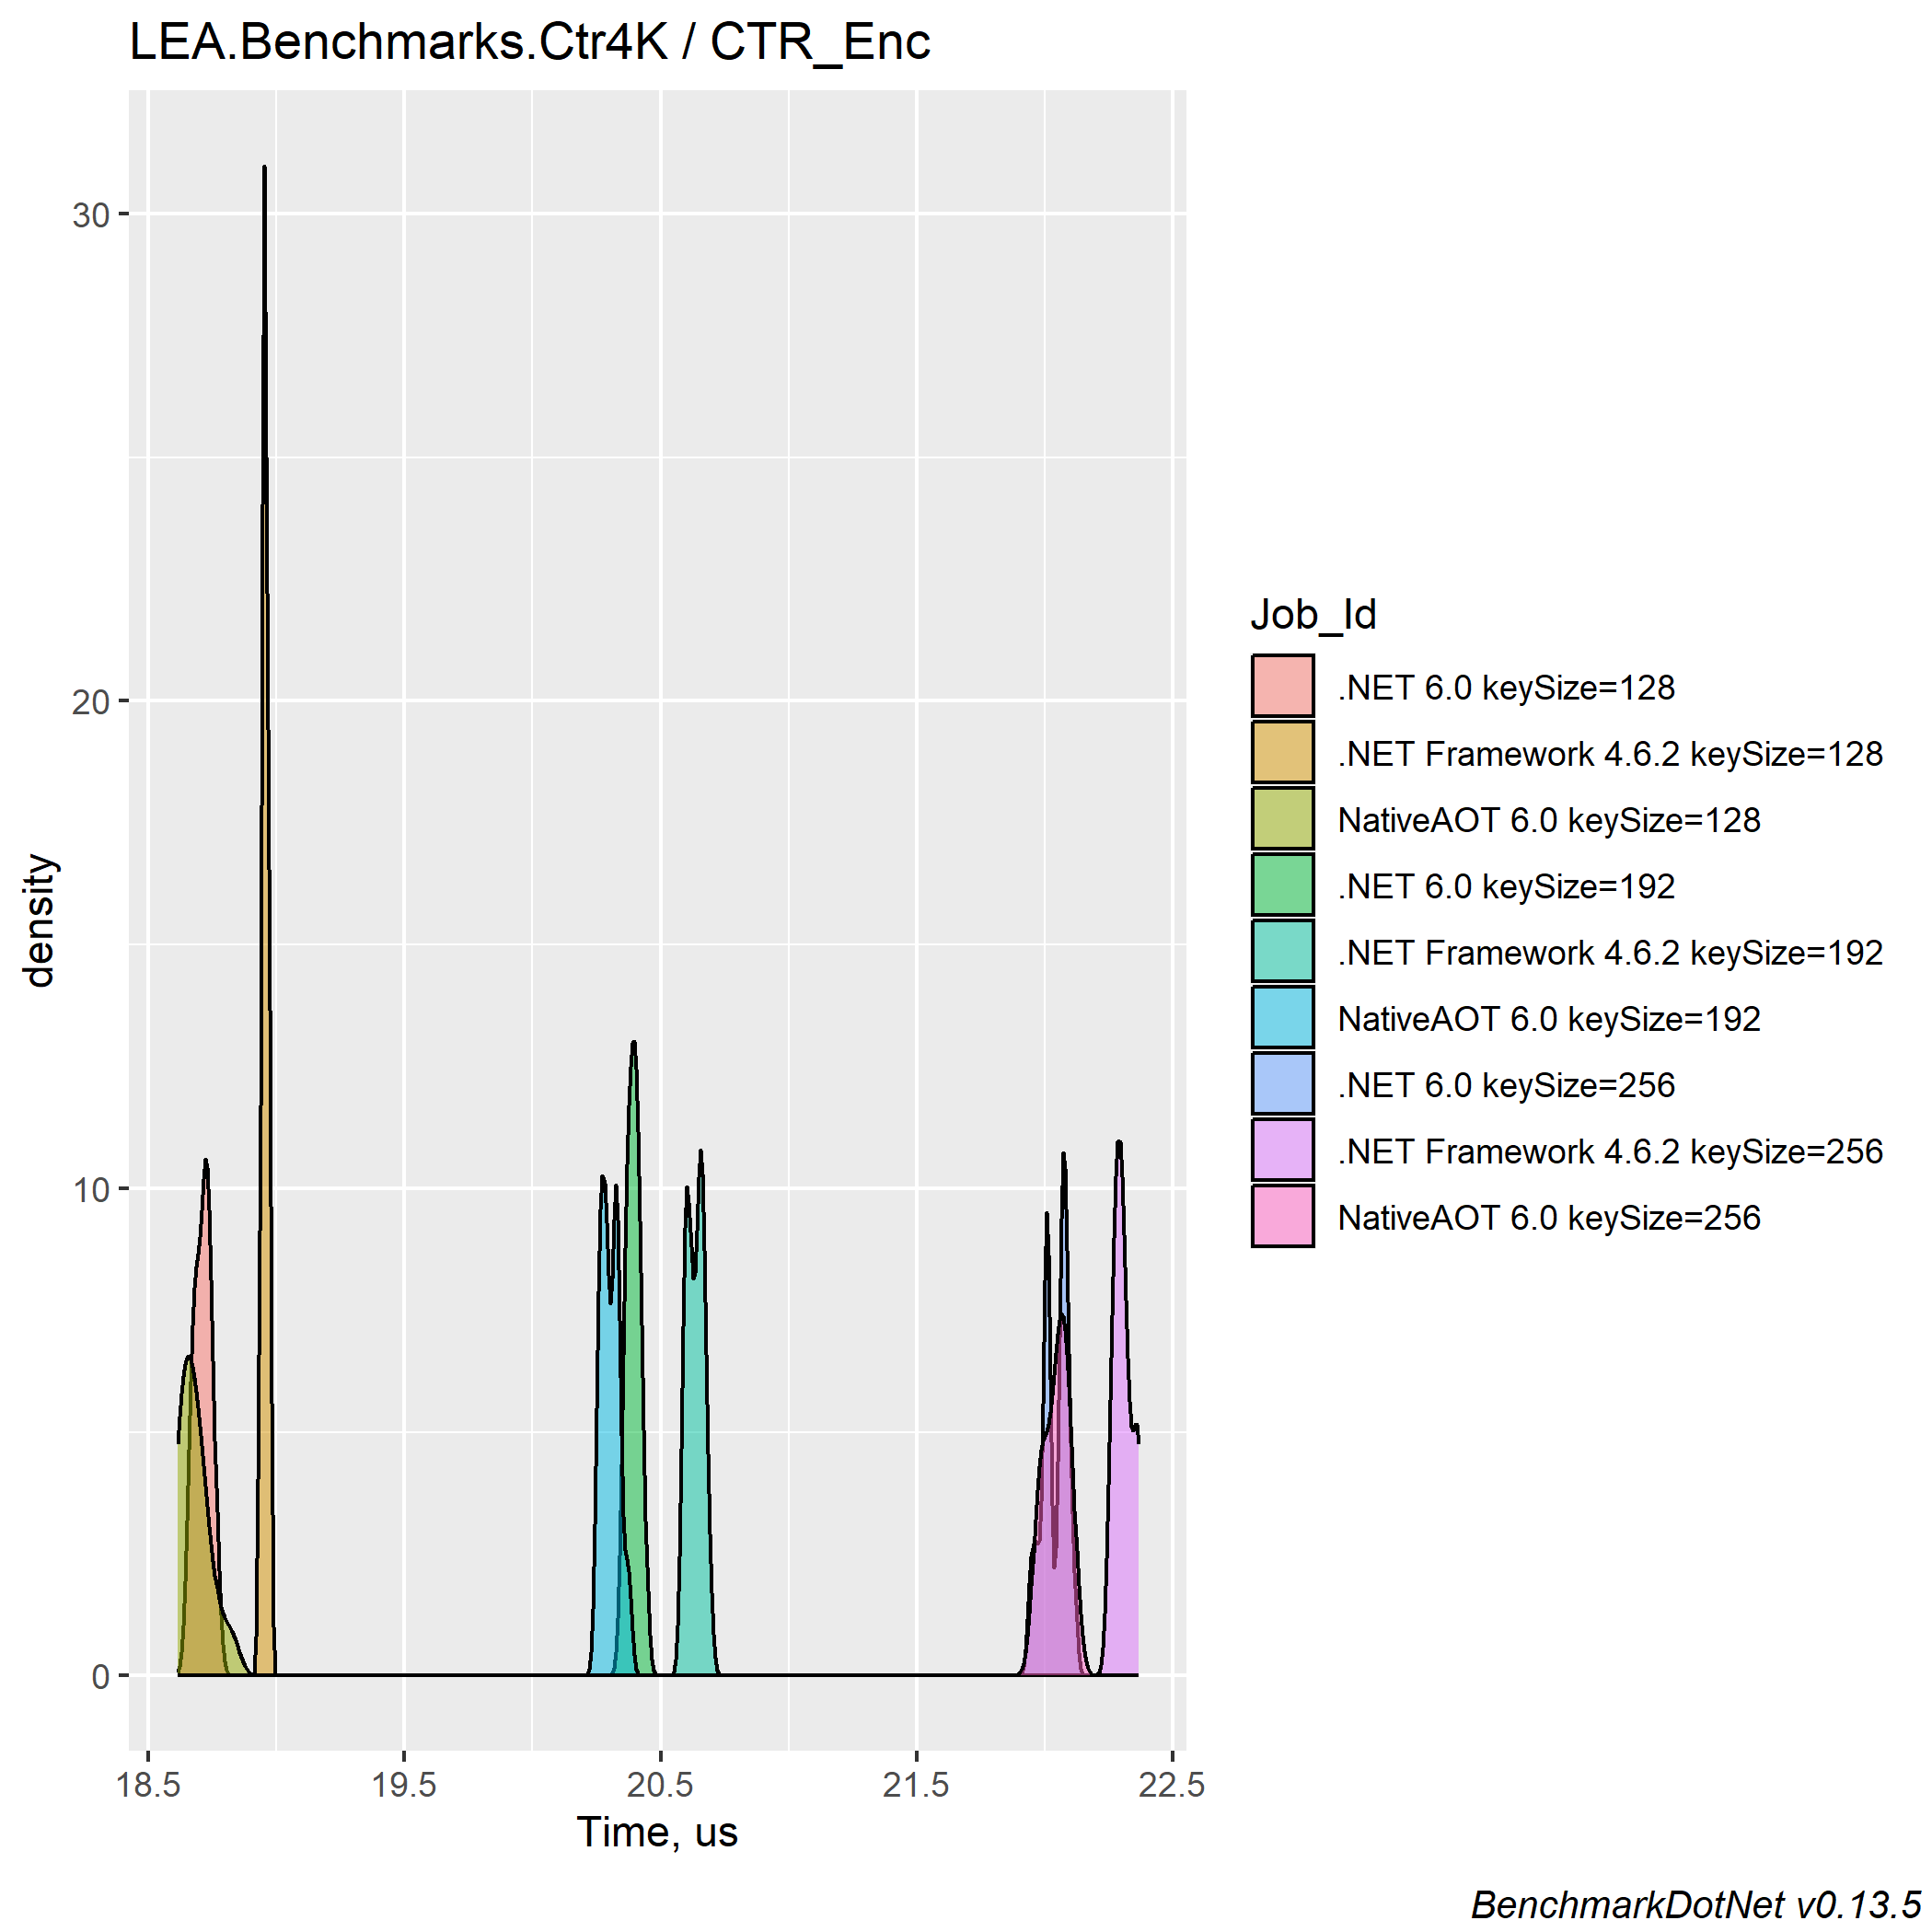 LEA.Benchmarks.Ctr4K / CTR_Enc
30
20
10
0
density
18.5 19.5 20.5 21.5 22.5
Time, us
Job_Id
.NET 6.0 keySize=128
.NET Framework 4.6.2 keySize=128
NativeAOT 6.0 keySize=128
.NET 6.0 keySize=192
.NET Framework 4.6.2 keySize=192
NativeAOT 6.0 keySize=192
.NET 6.0 keySize=256
.NET Framework 4.6.2 keySize=256
NativeAOT 6.0 keySize=256
BenchmarkDotNet v0.13.5